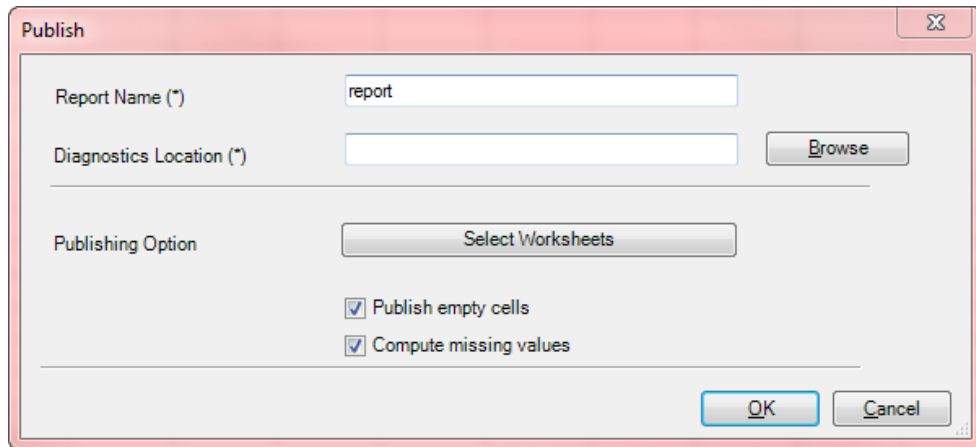 Publish
Report Name (*)
report
Diagnostics Location (*)
Browse
Publishing Option
Select Worksheets
Publish empty cells
Compute missing values
OK
Cancel